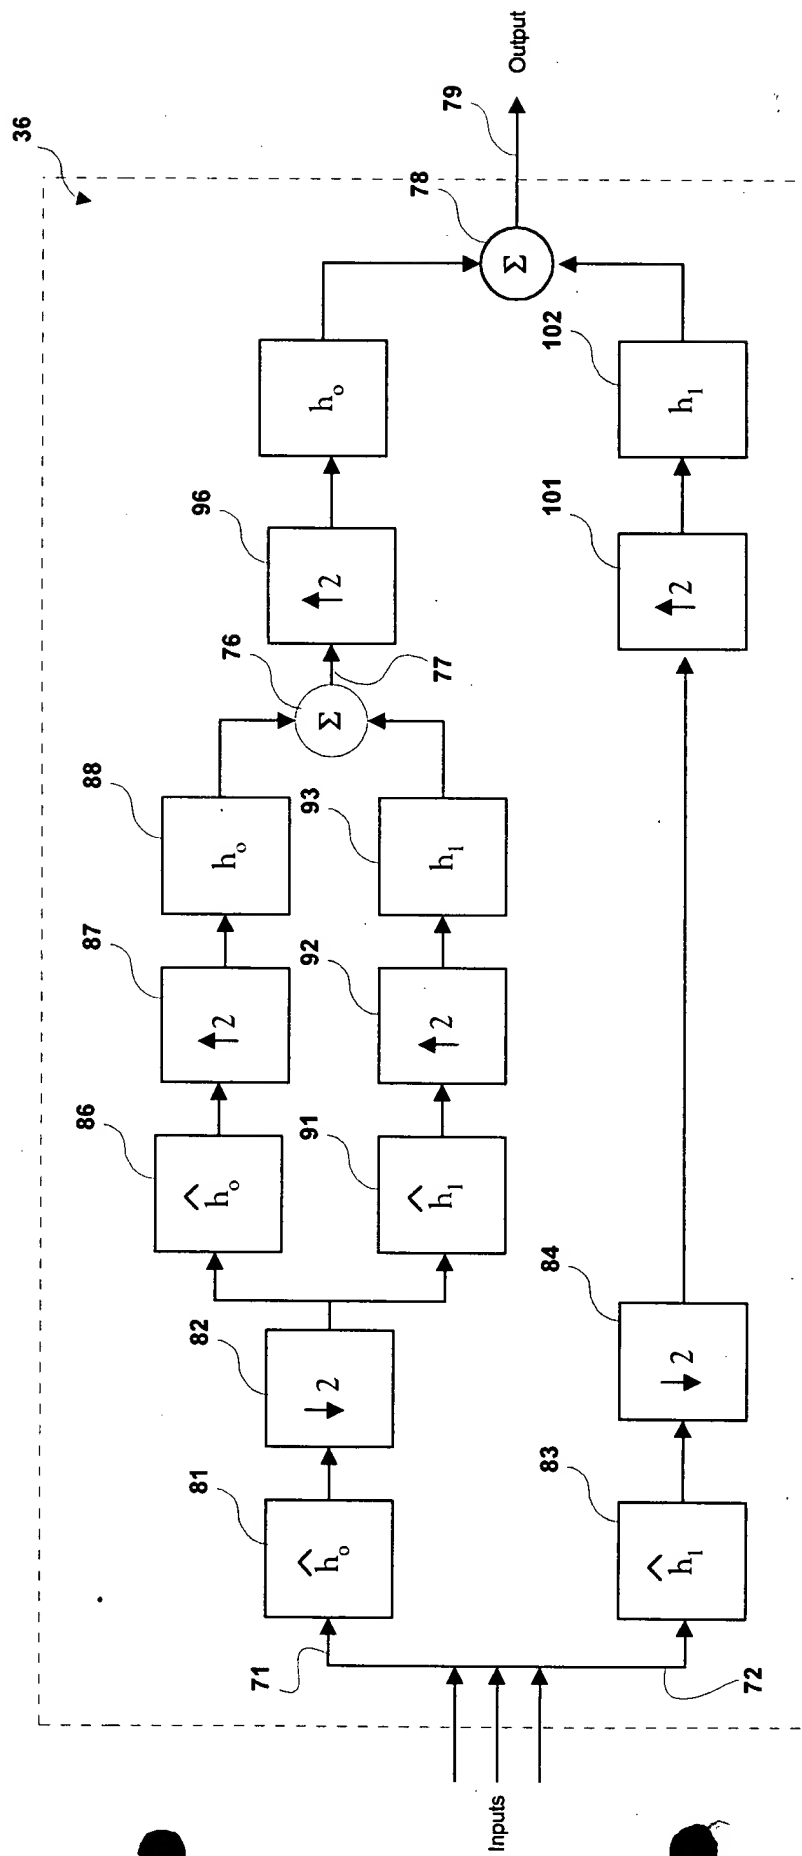 36
Inputs
71
72
81
ĥ₀
82
↓2
83
ĥ₁
84
↓2
86
ĥ₀
87
↑2
88
h₀
91
ĥ₁
92
↑2
93
h₁
76
Σ
77
96
↑2
h₀
101
↑2
102
h₁
78
Σ
79
Output